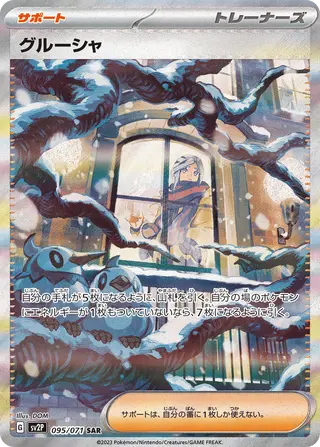 サポート
トレーナーズ
グルーシャ
自分の手札が5枚になるように、山札を引く。自分の場のポケモン
にエネルギーが1枚もついていないなら、7枚になるように引く。
Illus. DOM
G sv2P 095/071 SAR
サポートは、自分の番に1枚しか使えない。
©2023 Pokémon/Nintendo/Creatures/GAME FREAK.